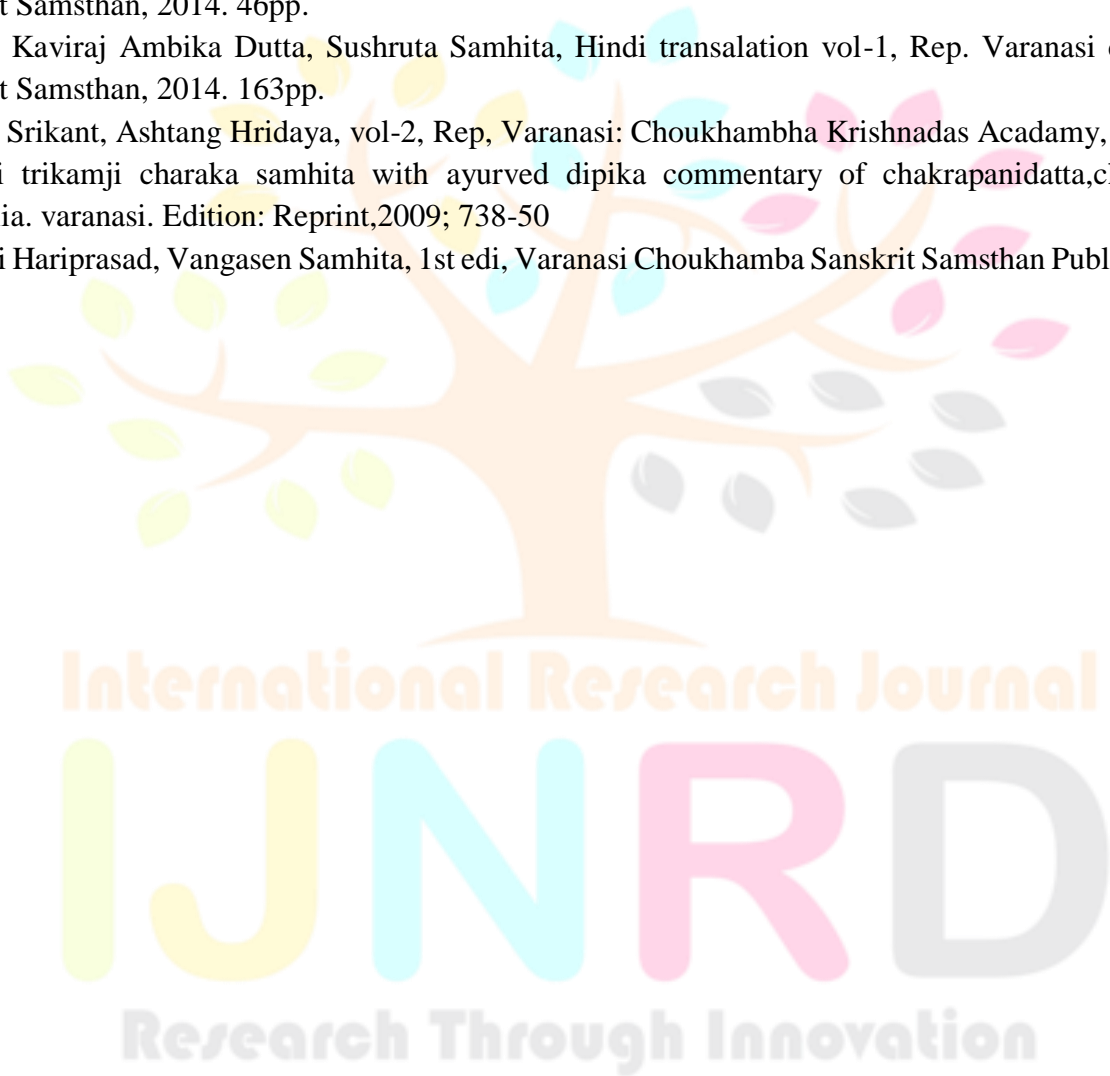 t Samsthan, 2014. 46pp.
Kaviraj Ambika Dutta, Sushruta Samhita, Hindi transalation vol-1, Rep. Varanasi
t Samsthan, 2014. 163pp.
Srikant, Ashtang Hridaya, vol-2, Rep, Varanasi: Choukhambha Krishnadas Acadamy,
i trikamji charaka samhita with ayurved dipika commentary of chakrapanidatta,
ia. varanasi. Edition: Reprint,2009; 738-50
i Hariprasad, Vangasen Samhita, 1st edi, Varanasi Choukhamba Sanskrit Samsthan Publ
International Research Journal
IJNRD
Research Through Innovation